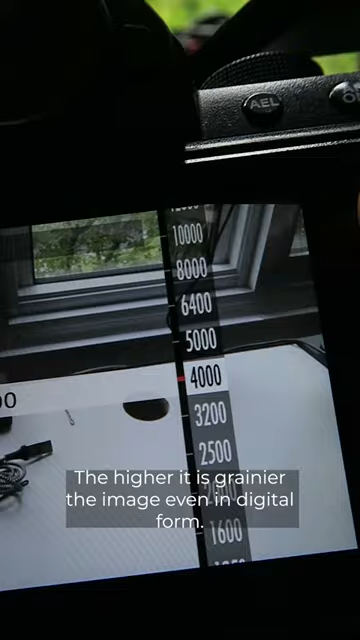 AEL
10000
8000
6400
5000
4000
3200
2500
The higher it is grainier
the image even in digital
form.
1600